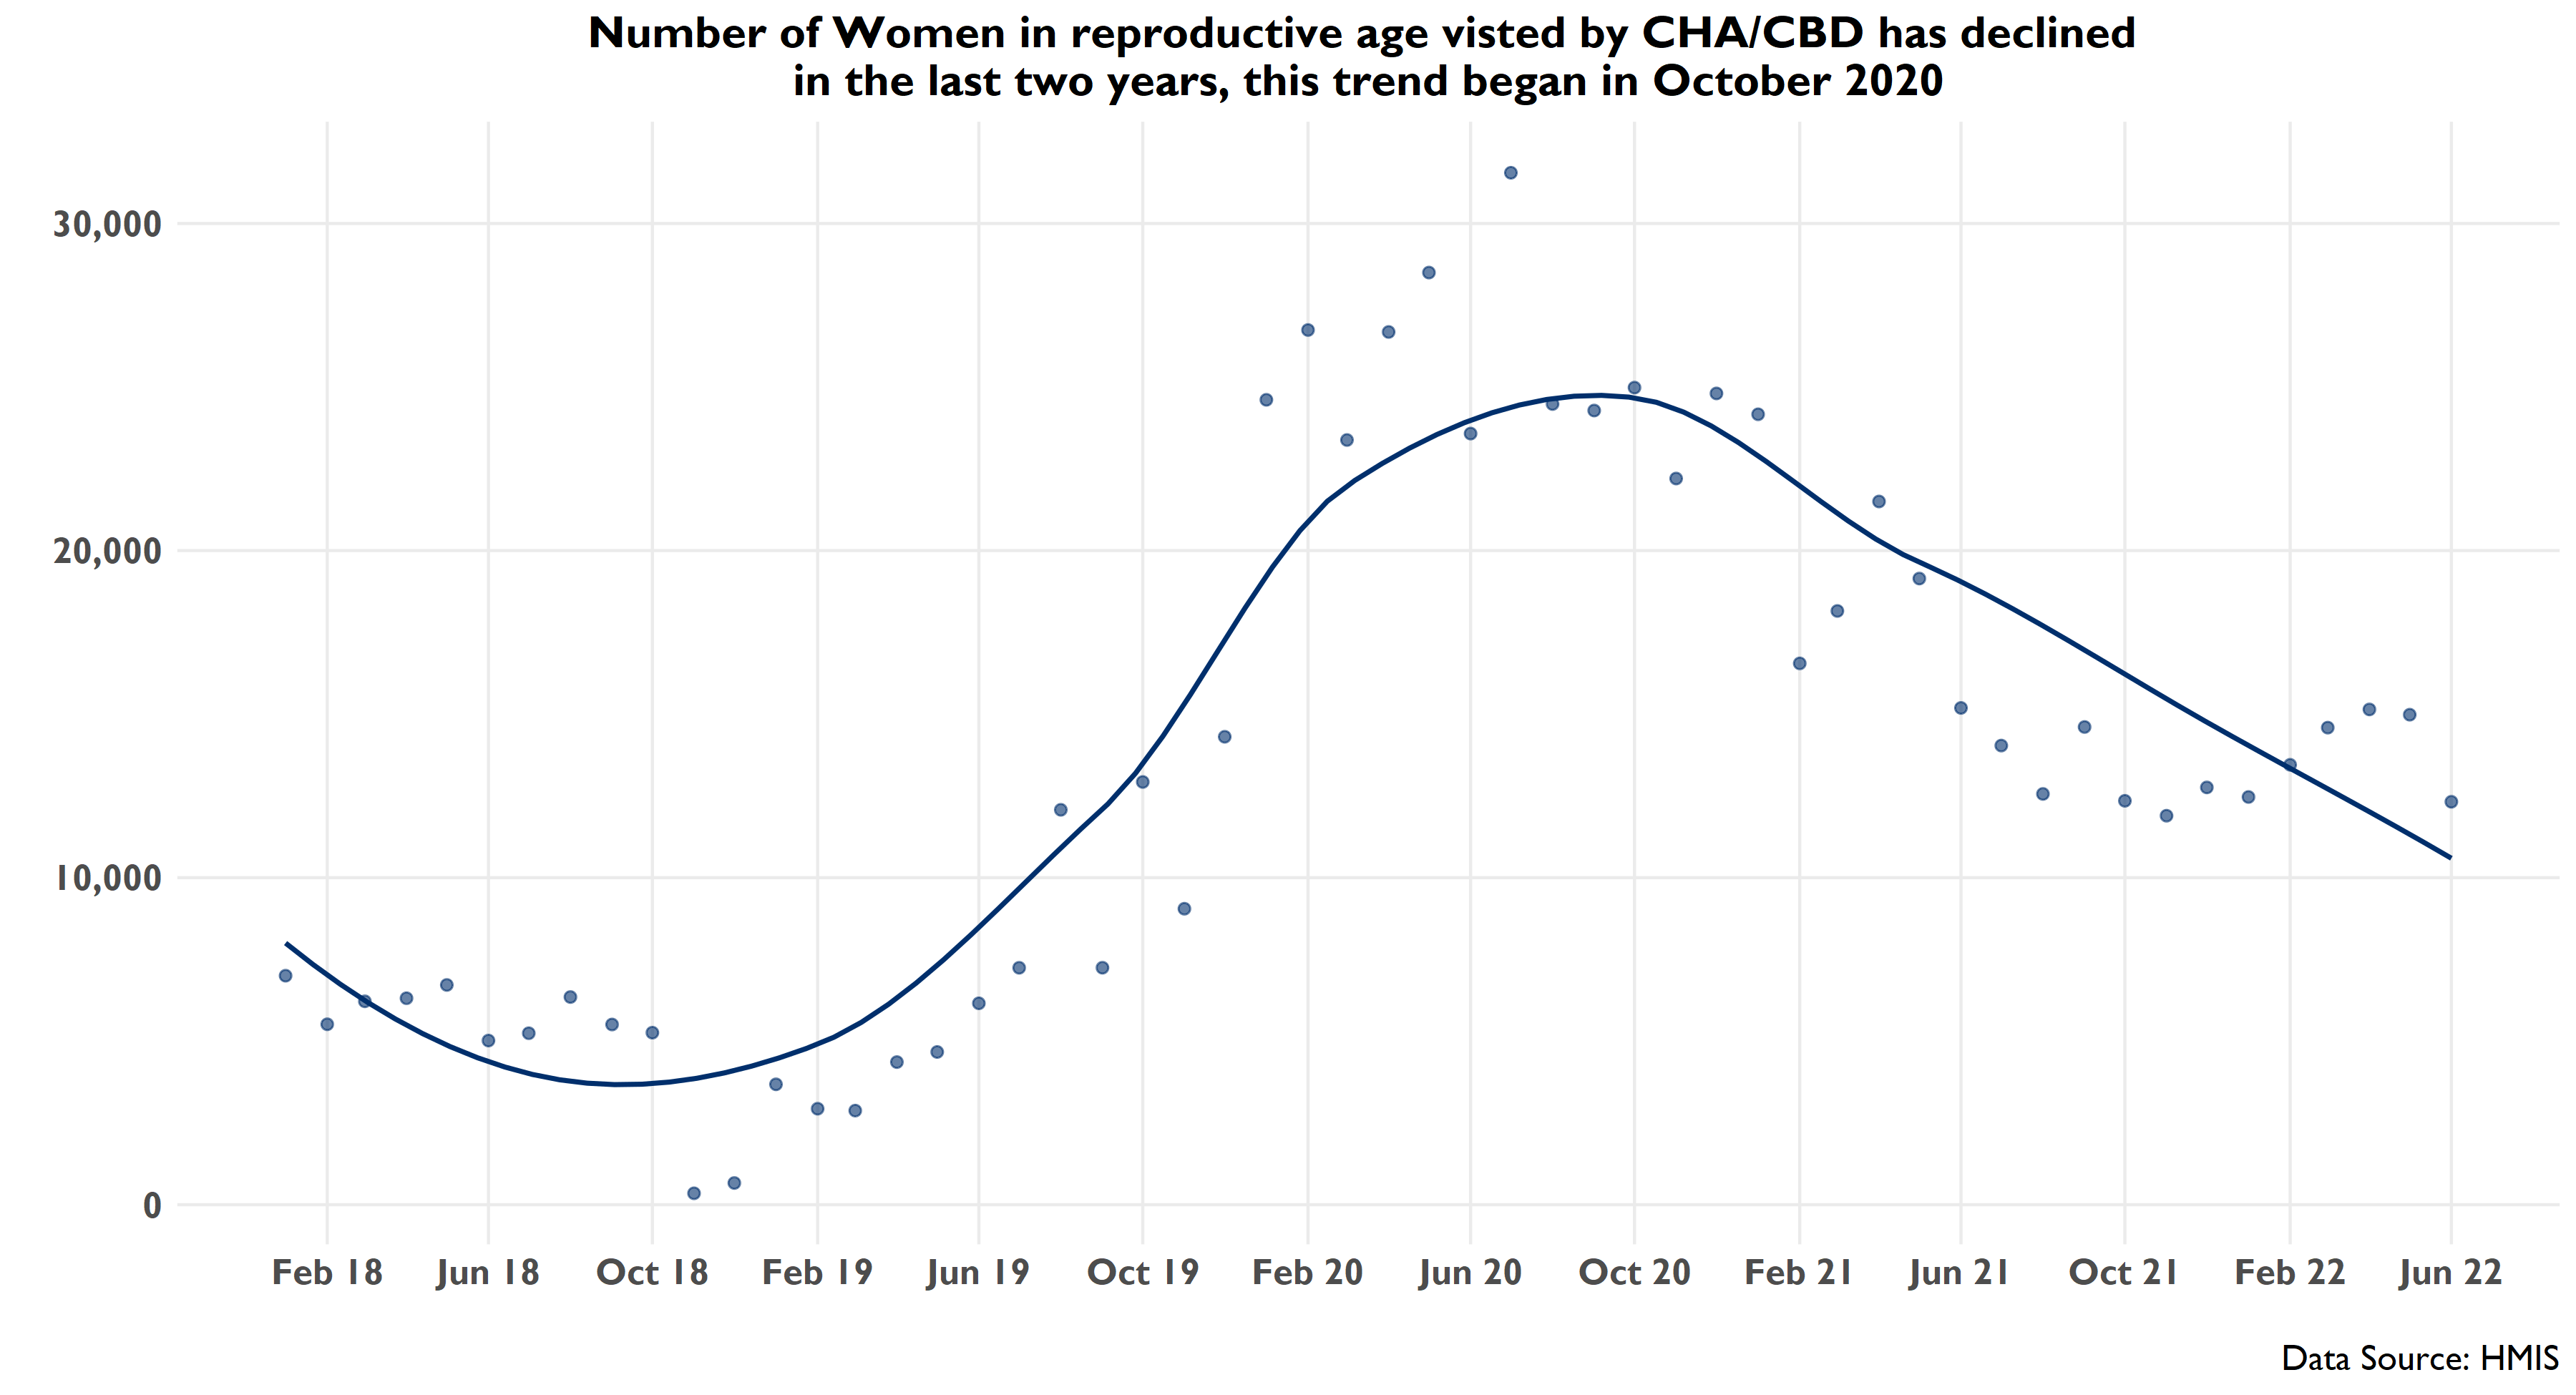 Number of Women in reproductive age visted by CHA/CBD has declined
in the last two years, this trend began in October 2020
30,000
20,000
10,000
0
Feb 18 Jun 18 Oct 18 Feb 19 Jun 19 Oct 19 Feb 20 Jun 20 Oct 20 Feb 21 Jun 21 Oct 21 Feb 22 Jun 22
Data Source: HMIS